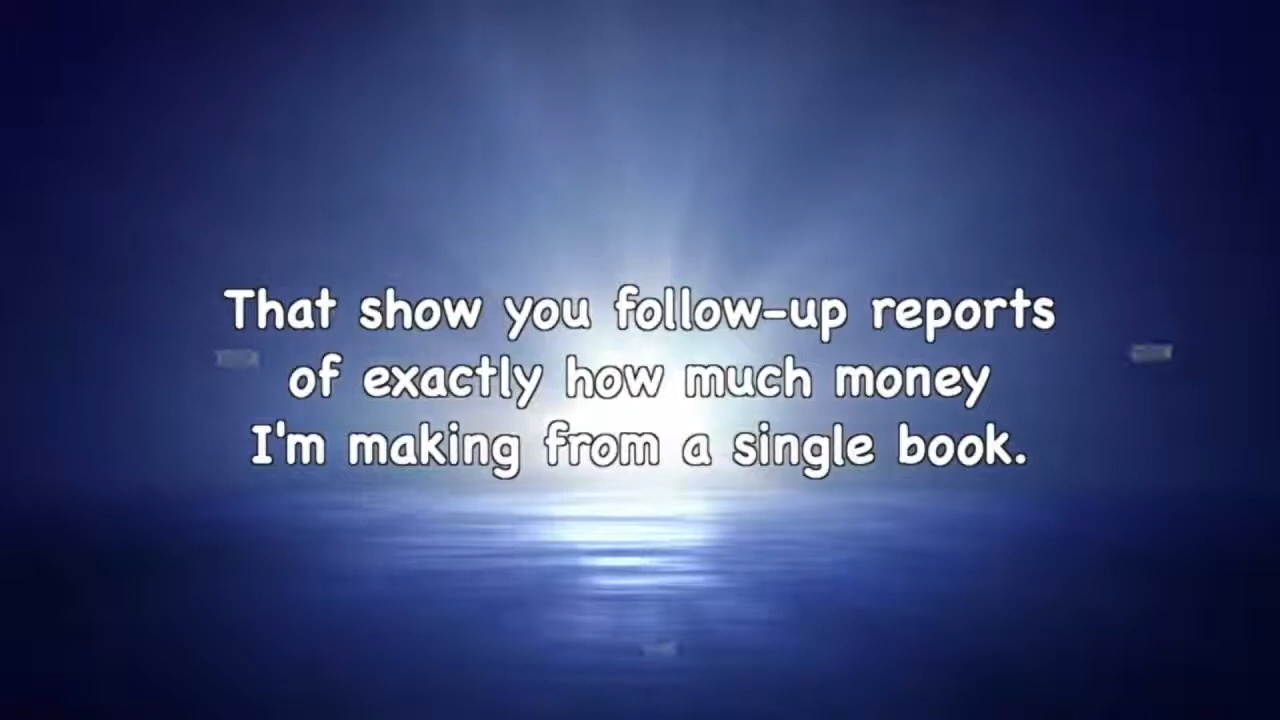 That show you follow-up reports
of exactly how much money
I'm making from a single book.